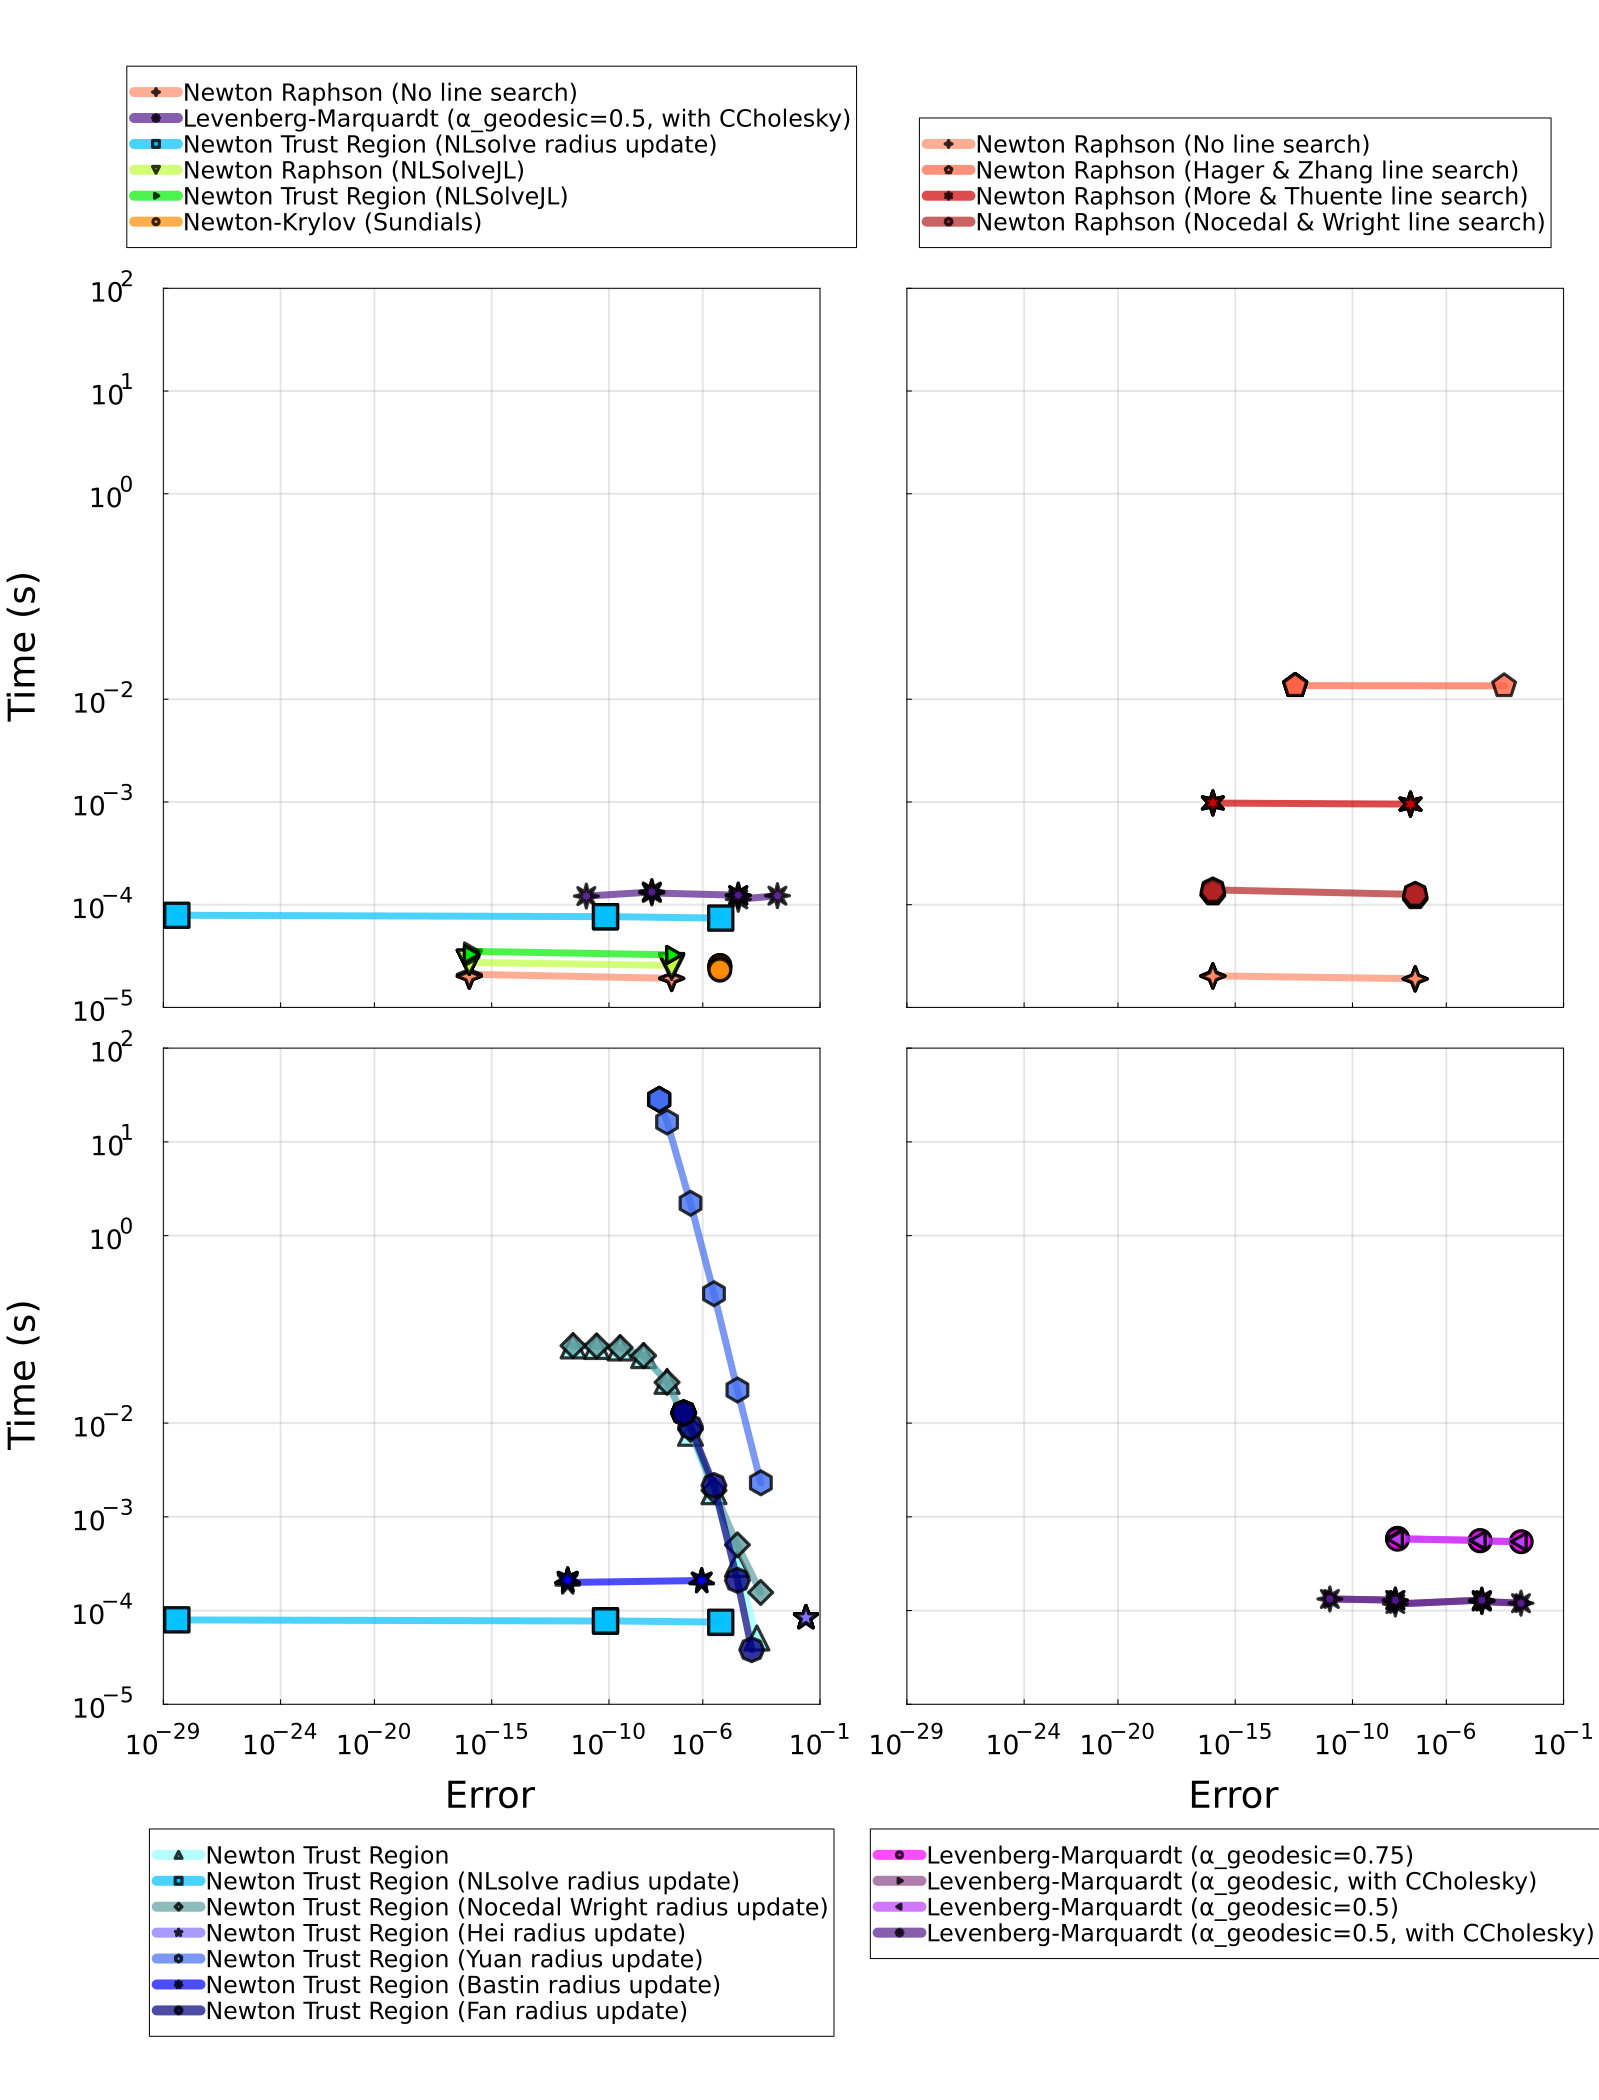 Newton Raphson (No line search)
Levenberg-Marquardt (α_geodesic=0.5, with CCholesky)
Newton Trust Region (NLsolve radius update)
Newton Raphson (NLSolveJL)
Newton Trust Region (NLSolveJL)
Newton-Krylov (Sundials)
Newton Raphson (No line search)
Newton Raphson (Hager & Zhang line search)
Newton Raphson (More & Thuente line search)
Newton Raphson (Nocedal & Wright line search)
10²
10¹
10⁰
10⁻²
10⁻³
10⁻⁴
10⁻⁵
Time (s)
10²
10¹
10⁰
10⁻²
10⁻³
10⁻⁴
10⁻⁵
Time (s)
10⁻²⁹ 10⁻²⁴ 10⁻²⁰ 10⁻¹⁵ 10⁻¹⁰ 10⁻⁶ 10⁻¹
Error
10⁻²⁹ 10⁻²⁴ 10⁻²⁰ 10⁻¹⁵ 10⁻¹⁰ 10⁻⁶ 10⁻¹
Error
Newton Trust Region
Newton Trust Region (NLsolve radius update)
Newton Trust Region (Nocedal Wright radius update)
Newton Trust Region (Hei radius update)
Newton Trust Region (Yuan radius update)
Newton Trust Region (Bastin radius update)
Newton Trust Region (Fan radius update)
Levenberg-Marquardt (α_geodesic=0.75)
Levenberg-Marquardt (α_geodesic, with CCholesky)
Levenberg-Marquardt (α_geodesic=0.5)
Levenberg-Marquardt (α_geodesic=0.5, with CCholesky)